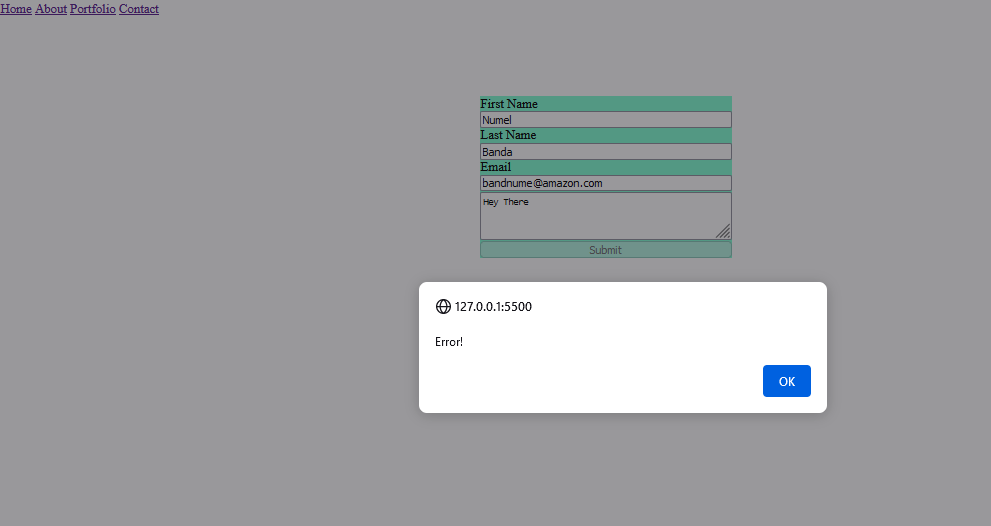 Home About Portfolio Contact
First Name
Numel
Last Name
Banda
Email
bandnume@amazon.com
Hey There
Submit
127.0.0.1:5500
Error!
OK